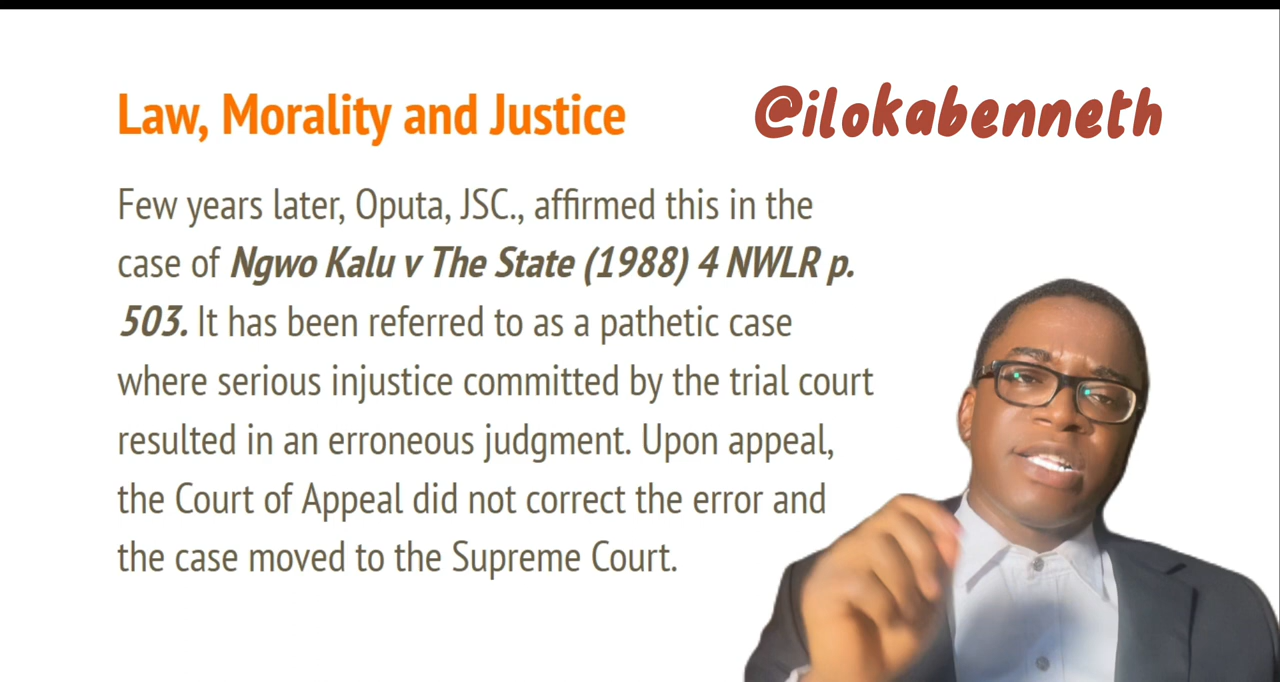 Law, Morality and Justice
@ilokabenneth
Few years later, Oputa, JSC., affirmed this in the
case of Ngwo Kalu v The State (1988) 4 NWLR p.
503. It has been referred to as a pathetic case
where serious injustice committed by the trial court
resulted in an erroneous judgment. Upon appeal,
the Court of Appeal did not correct the error and
the case moved to the Supreme Court.